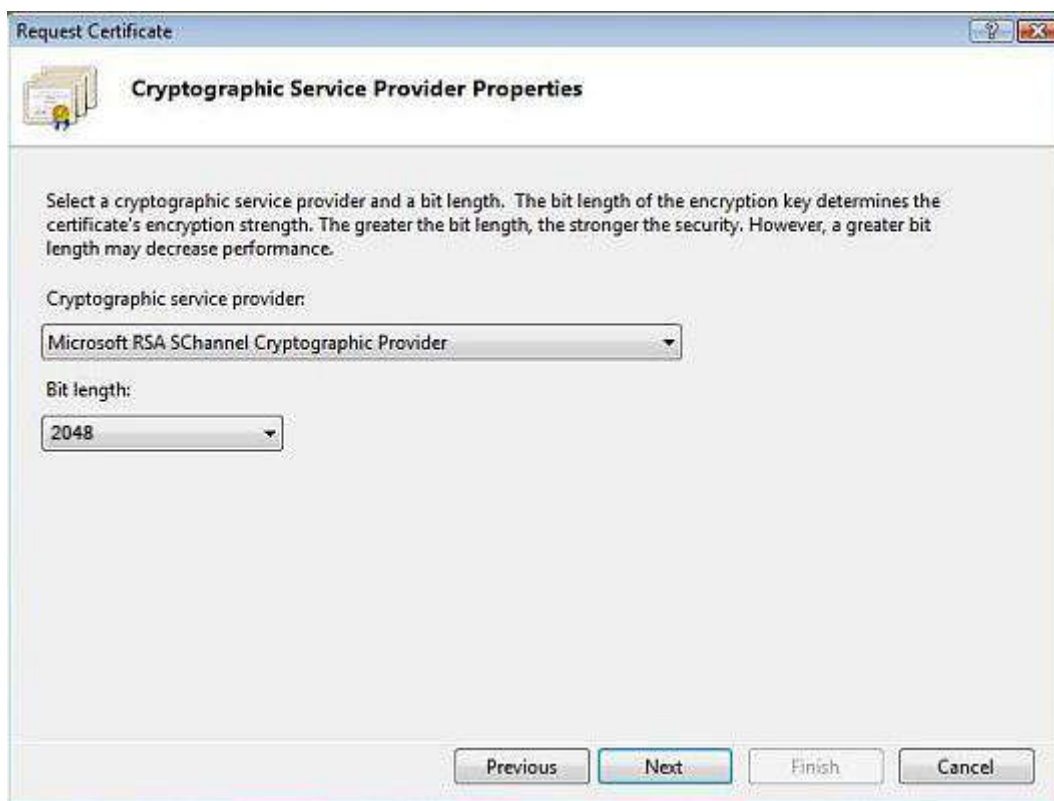 Request Certificate
Cryptographic Service Provider Properties
Select a cryptographic service provider and a bit length.  The bit length of the encryption key determines the
certificate's encryption strength. The greater the bit length, the stronger the security. However, a greater bit
length may decrease performance.
Cryptographic service provider:
Microsoft RSA SChannel Cryptographic Provider
Bit length:
2048
Previous Next Finish Cancel